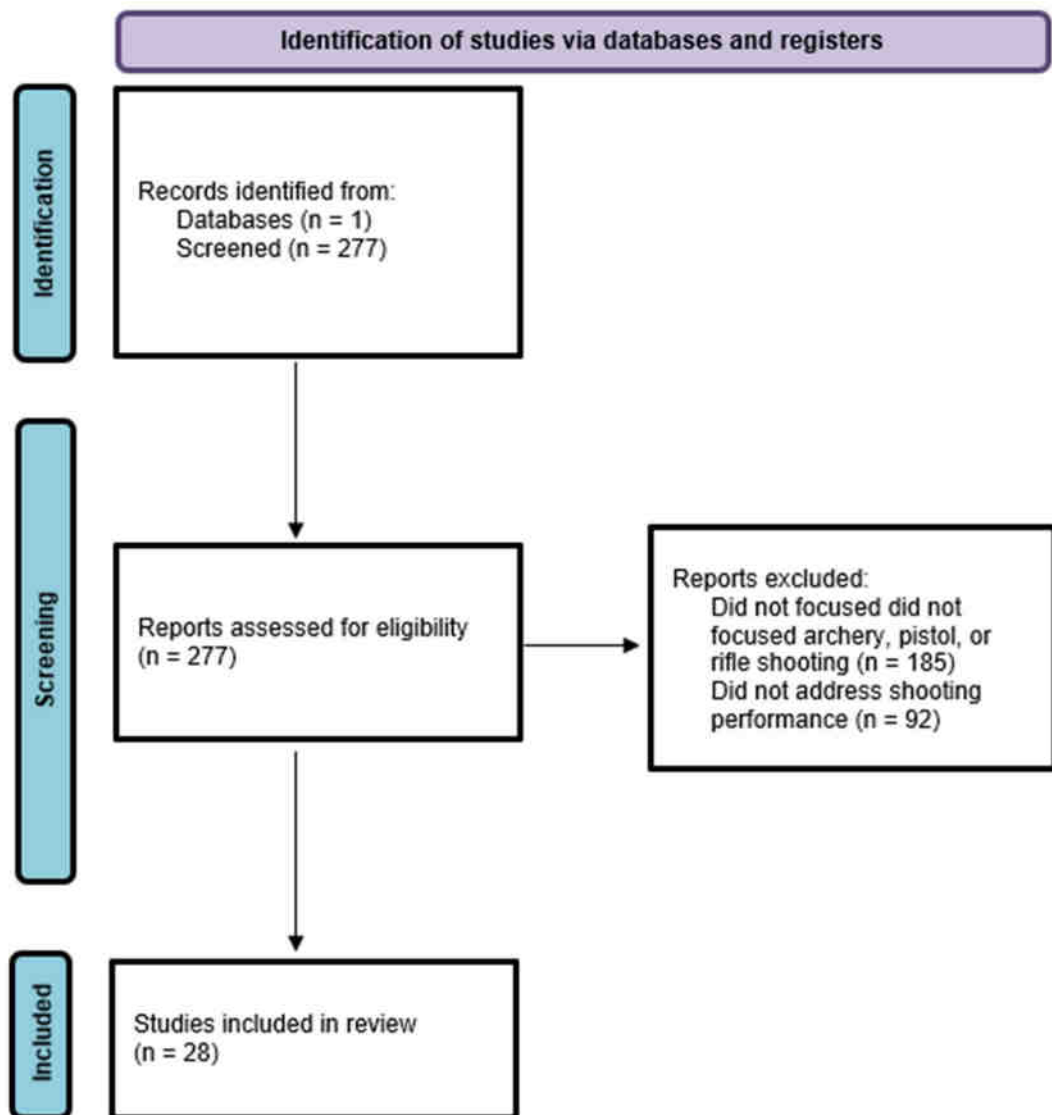 Identification of studies via databases and registers
Identification
Records identified from:
Databases (n = 1)
Screened (n = 277)
Screening
Reports assessed for eligibility
(n = 277)
Reports excluded:
Did not focused did not
focused archery, pistol, or
rifle shooting (n = 185)
Did not address shooting
performance (n = 92)
Included
Studies included in review
(n = 28)